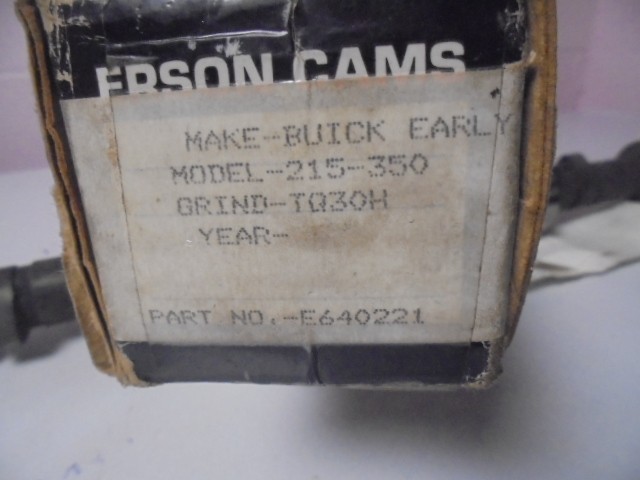 ERSON CAMS
MAKE-BUICK EARLY
MODEL-215-350
GRIND-TQ30H
YEAR-
PART NO.-E640221